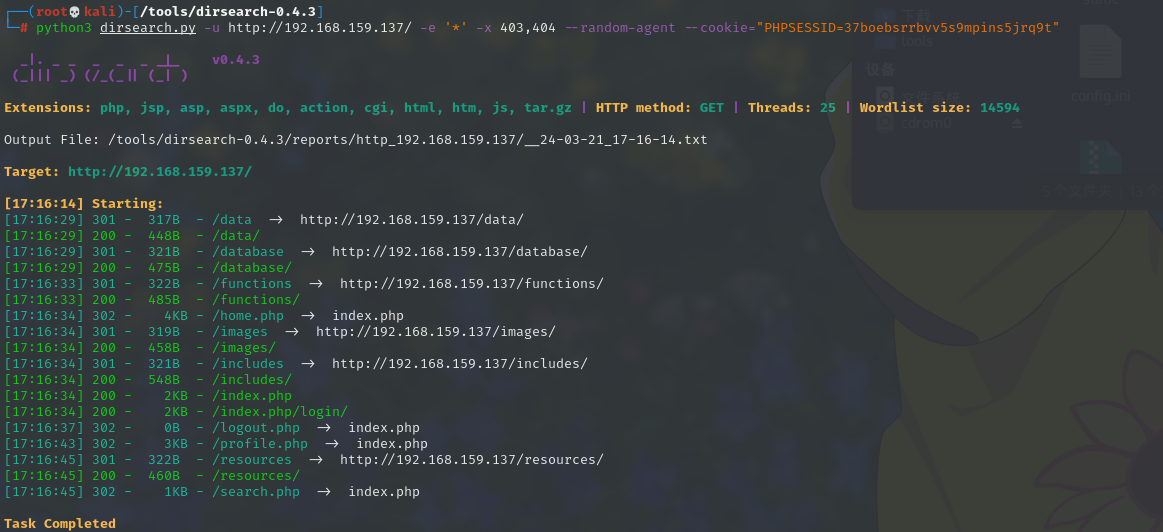 ┌──(root💀kali)-[/tools/dirsearch-0.4.3]
└─# python3 dirsearch.py -u http://192.168.159.137/ -e '*' -x 403,404 --random-agent --cookie="PHPSESSID=37boebsrrbvv5s9mpins5jrq9t"
v0.4.3
Extensions: php, jsp, asp, aspx, do, action, cgi, html, htm, js, tar.gz | HTTP method: GET | Threads: 25 | Wordlist size: 14594
Output File: /tools/dirsearch-0.4.3/reports/http_192.168.159.137/__24-03-21_17-16-14.txt
Target: http://192.168.159.137/
[17:16:14] Starting:
[17:16:29] 301 - 317B - /data -> http://192.168.159.137/data/
[17:16:29] 200 - 448B - /data/
[17:16:29] 301 - 321B - /database -> http://192.168.159.137/database/
[17:16:29] 200 - 475B - /database/
[17:16:33] 301 - 322B - /functions -> http://192.168.159.137/functions/
[17:16:33] 200 - 485B - /functions/
[17:16:34] 302 - 4KB - /home.php -> index.php
[17:16:34] 301 - 319B - /images -> http://192.168.159.137/images/
[17:16:34] 200 - 458B - /images/
[17:16:34] 301 - 321B - /includes -> http://192.168.159.137/includes/
[17:16:34] 200 - 548B - /includes/
[17:16:34] 200 - 2KB - /index.php
[17:16:34] 200 - 2KB - /index.php/login/
[17:16:37] 302 - 0B - /logout.php -> index.php
[17:16:43] 302 - 3KB - /profile.php -> index.php
[17:16:45] 301 - 322B - /resources -> http://192.168.159.137/resources/
[17:16:45] 200 - 460B - /resources/
[17:16:45] 302 - 1KB - /search.php -> index.php
Task Completed
下载
tools
设备
文件系统
cdrom0
config.ini